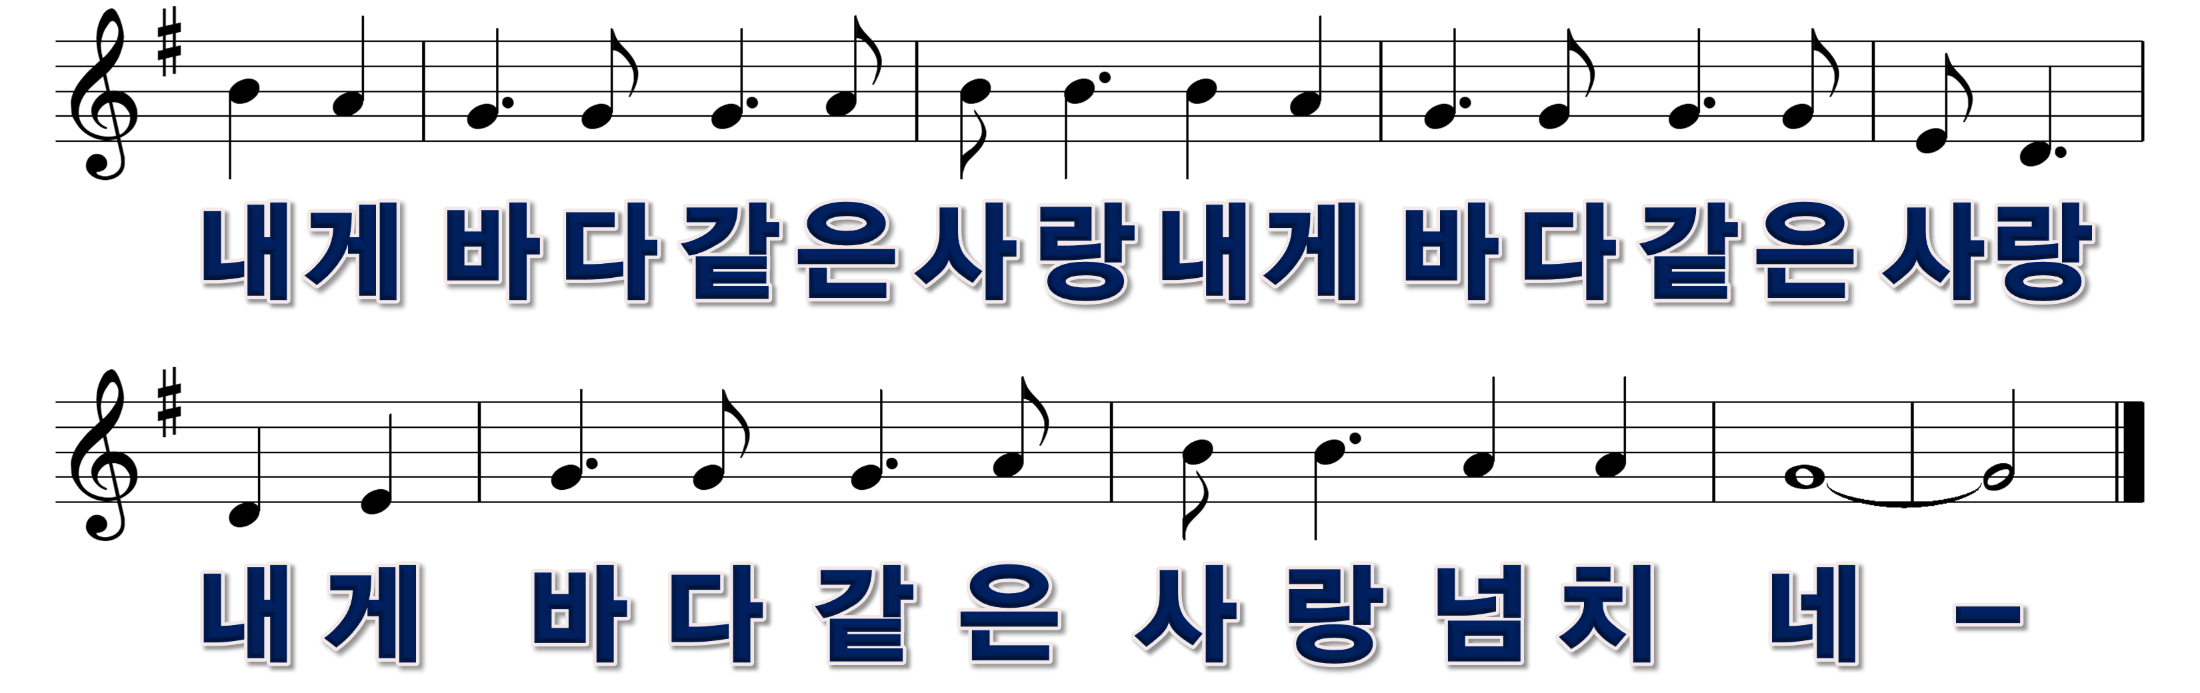 내게 바다같은사랑내게 바다같은 사랑
내 게 바 다 같 은 사 랑 넘 치 네 -